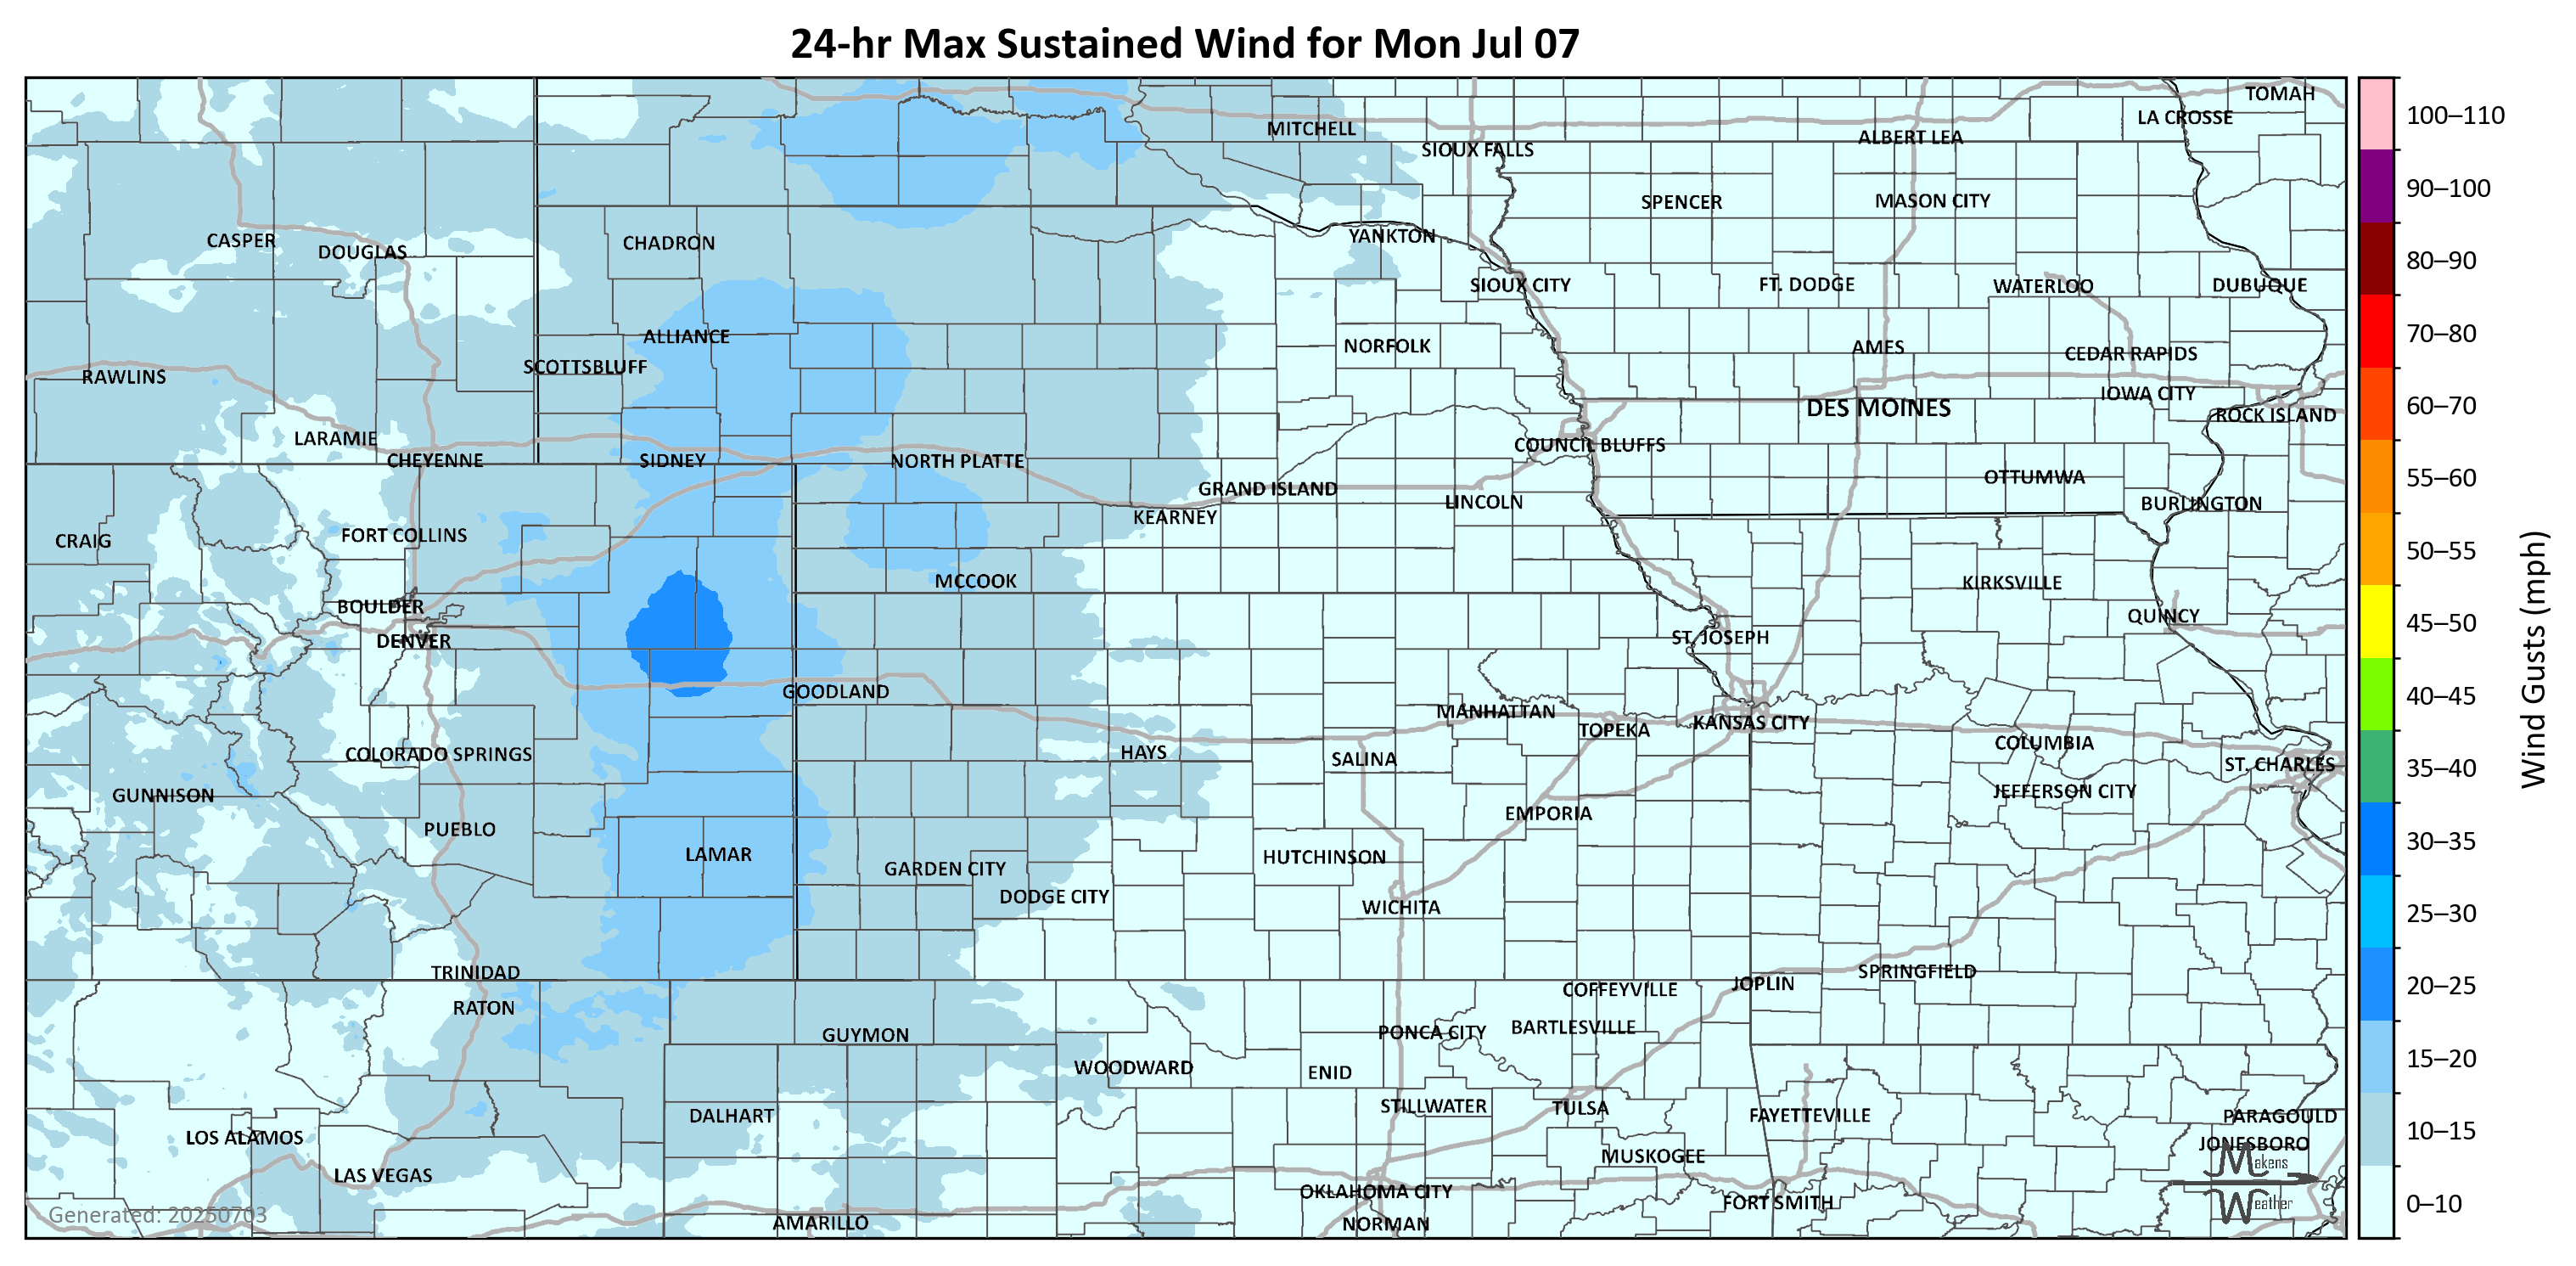 24-hr Max Sustained Wind for Mon Jul 07
TOMAH
LA CROSSE
MITCHELL
ALBERT LEA
SIOUX FALLS
SPENCER
MASON CITY
CASPER
DOUGLAS
CHADRON
YANKTON
SIOUX CITY
FT. DODGE
WATERLOO
DUBUQUE
ALLIANCE
NORFOLK
AMES
CEDAR RAPIDS
SCOTTSBLUFF
RAWLINS
IOWA CITY
DES MOINES
ROCK ISLAND
LARAMIE
COUNCIL BLUFFS
CHEYENNE
SIDNEY
NORTH PLATTE
OTTUMWA
GRAND ISLAND
LINCOLN
BURLINGTON
KEARNEY
CRAIG
FORT COLLINS
MCCOOK
KIRKSVILLE
BOULDER
QUINCY
DENVER
ST. JOSEPH
GOODLAND
MANHATTAN
TOPEKA
KANSAS CITY
COLORADO SPRINGS
HAYS
SALINA
COLUMBIA
ST. CHARLES
GUNNISON
JEFFERSON CITY
PUEBLO
EMPORIA
LAMAR
HUTCHINSON
GARDEN CITY
DODGE CITY
WICHITA
TRINIDAD
SPRINGFIELD
JOPLIN
RATON
COFFEYVILLE
GUYMON
PONCA CITY
BARTLESVILLE
WOODWARD
ENID
DALHART
STILLWATER
TULSA
FAYETTEVILLE
PARAGOULD
LOS ALAMOS
JONESBORO
MUSKOGEE
LAS VEGAS
OKLAHOMA CITY
FORT SMITH
AMARILLO
NORMAN
Generated: 20250703
Makens
Weather
100–110
90–100
80–90
70–80
60–70
55–60
50–55
45–50
40–45
35–40
30–35
25–30
20–25
15–20
10–15
0–10
Wind Gusts (mph)